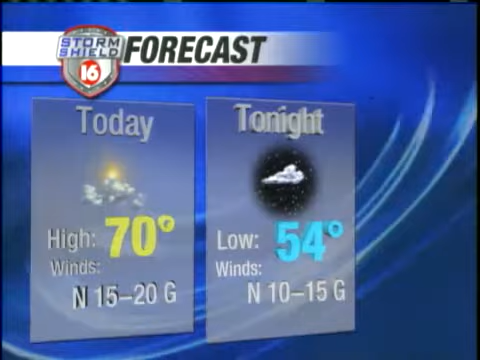 STORM
SHIELD
16
FORECAST
Today
High: 70°
Winds:
N 15-20 G
Tonight
Low: 54°
Winds:
N 10-15 G